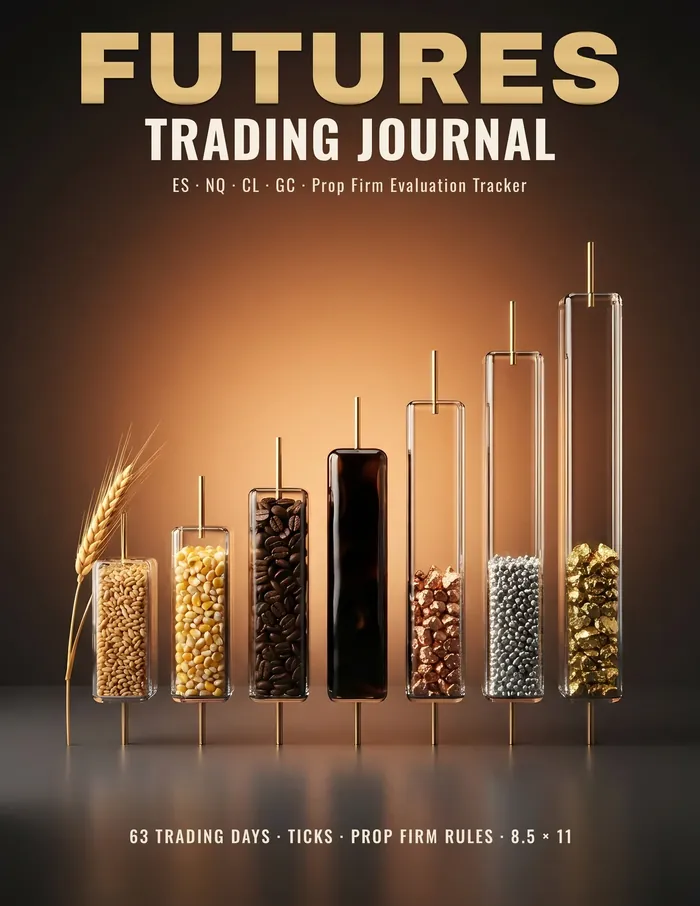 FUTURES
TRADING JOURNAL
ES · NQ · CL · GC · Prop Firm Evaluation Tracker
63 TRADING DAYS · TICKS · PROP FIRM RULES · 8.5 × 11